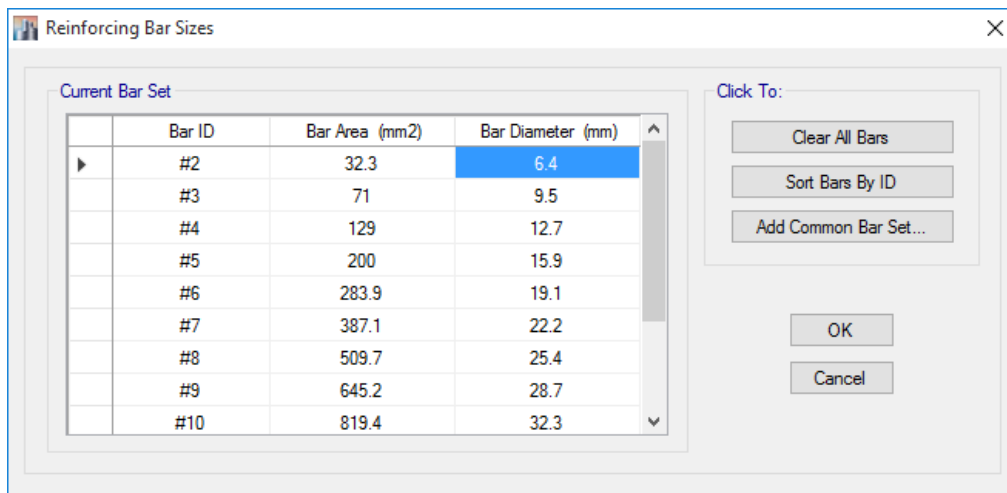 Reinforcing Bar Sizes
Current Bar Set
Bar ID Bar Area (mm2) Bar Diameter (mm)
#2 32.3 6.4
#3 71 9.5
#4 129 12.7
#5 200 15.9
#6 283.9 19.1
#7 387.1 22.2
#8 509.7 25.4
#9 645.2 28.7
#10 819.4 32.3
Click To:
Clear All Bars
Sort Bars By ID
Add Common Bar Set...
OK
Cancel